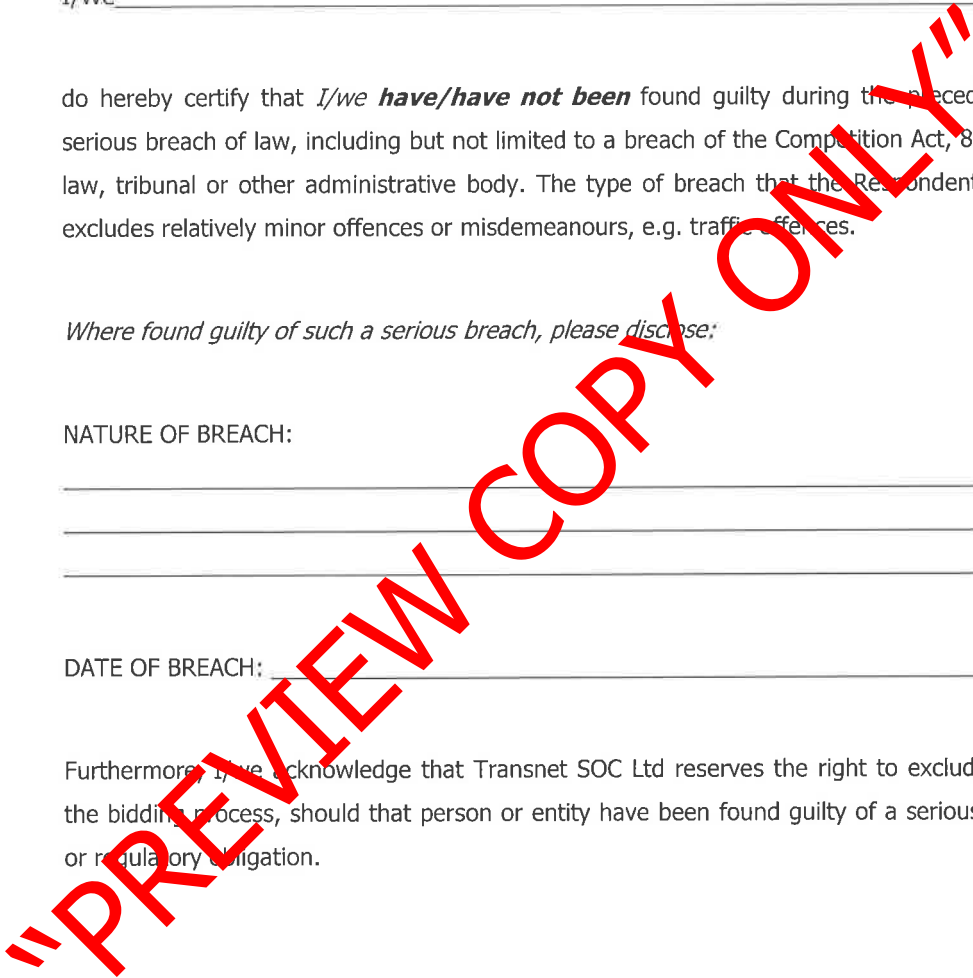 I/We
do hereby certify that I/we have/have not been found guilty during the preced
serious breach of law, including but not limited to a breach of the Competition Act, 8
law, tribunal or other administrative body. The type of breach that the Respondent
excludes relatively minor offences or misdemeanours, e.g. traffic offences.
Where found guilty of such a serious breach, please disclose:
NATURE OF BREACH:
DATE OF BREACH:
Furthermore, I/we acknowledge that Transnet SOC Ltd reserves the right to exclud
the bidding process, should that person or entity have been found guilty of a serious
or regulatory obligation.
"PREVIEW COPY ONLY"